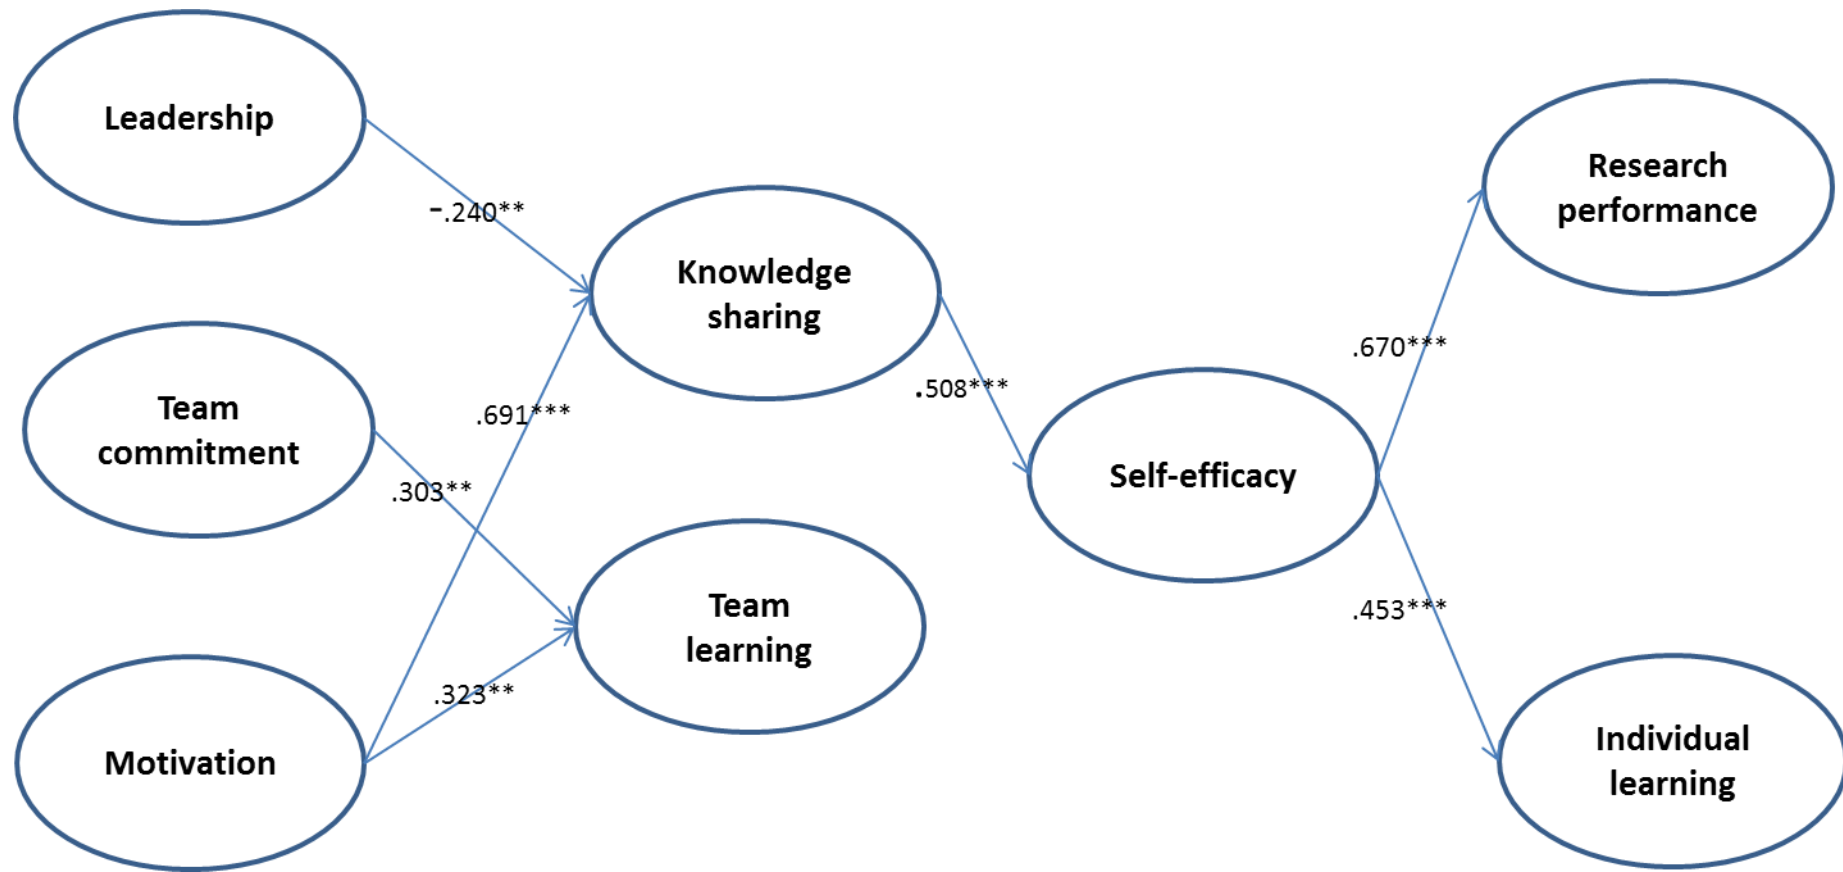 Leadership
-.240**
Knowledge
sharing
Research
performance
Team
commitment
.691***
.508***
.670***
.303**
Self-efficacy
Team
learning
.323**
.453***
Motivation
Individual
learning